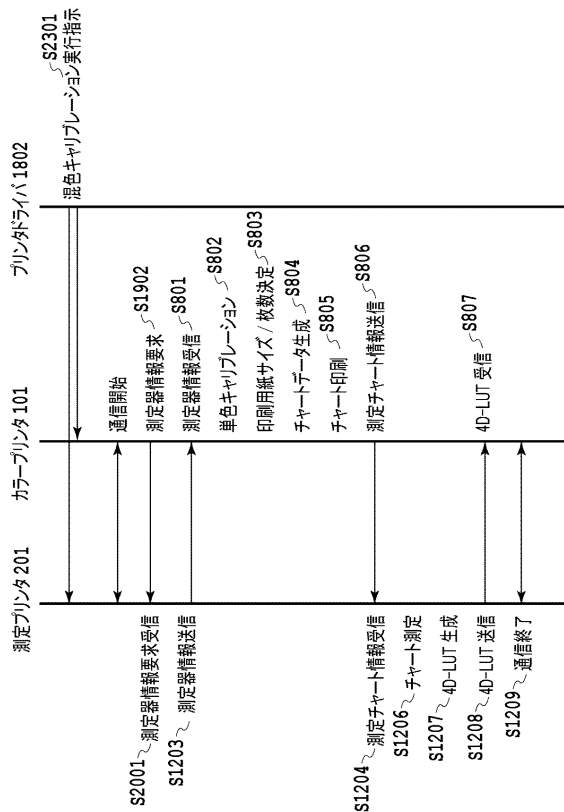 測定プリンタ 201
カラープリンタ 101
プリンタドライバ 1802
S2301
混色キャリブレーション実行指示
通信開始
S2001
測定器情報要求受信
測定器情報要求
S1902
S1203
測定器情報送信
測定器情報受信
S801
単色キャリブレーション
S802
印刷用紙サイズ / 枚数決定
S803
チャートデータ生成
S804
チャート印刷
S805
S1204
測定チャート情報受信
測定チャート情報送信
S806
S1206
チャート測定
S1207
4D-LUT 生成
S1208
4D-LUT 送信
4D-LUT 受信
S807
S1209
通信終了